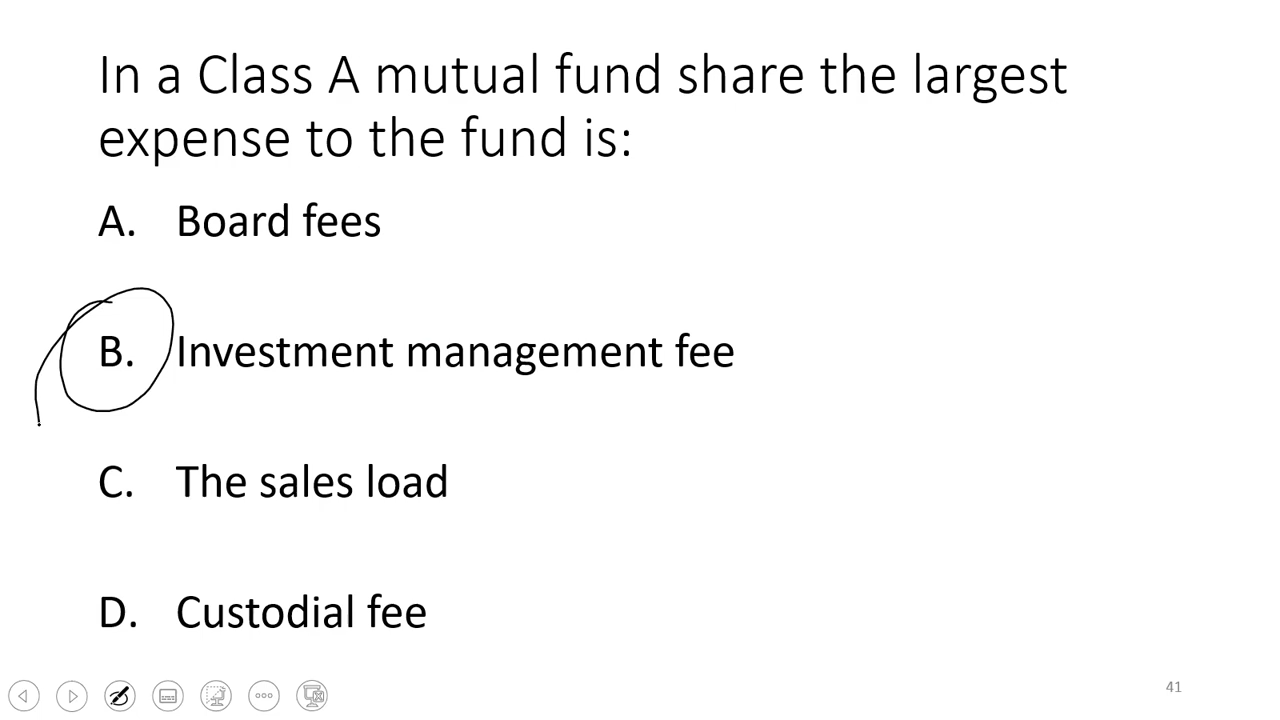 In a Class A mutual fund share the largest
expense to the fund is:
A. Board fees
B. Investment management fee
C. The sales load
D. Custodial fee
41